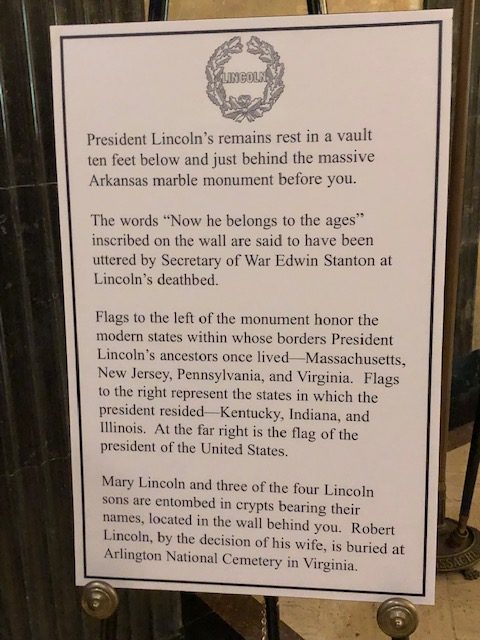 LINCOLN
President Lincoln's remains rest in a vault
ten feet below and just behind the massive
Arkansas marble monument before you.
The words “Now he belongs to the ages”
inscribed on the wall are said to have been
uttered by Secretary of War Edwin Stanton at
Lincoln's deathbed.
Flags to the left of the monument honor the
modern states within whose borders President
Lincoln's ancestors once lived—Massachusetts,
New Jersey, Pennsylvania, and Virginia. Flags
to the right represent the states in which the
president resided—Kentucky, Indiana, and
Illinois. At the far right is the flag of the
president of the United States.
Mary Lincoln and three of the four Lincoln
sons are entombed in crypts bearing their
names, located in the wall behind you. Robert
Lincoln, by the decision of his wife, is buried at
Arlington National Cemetery in Virginia.